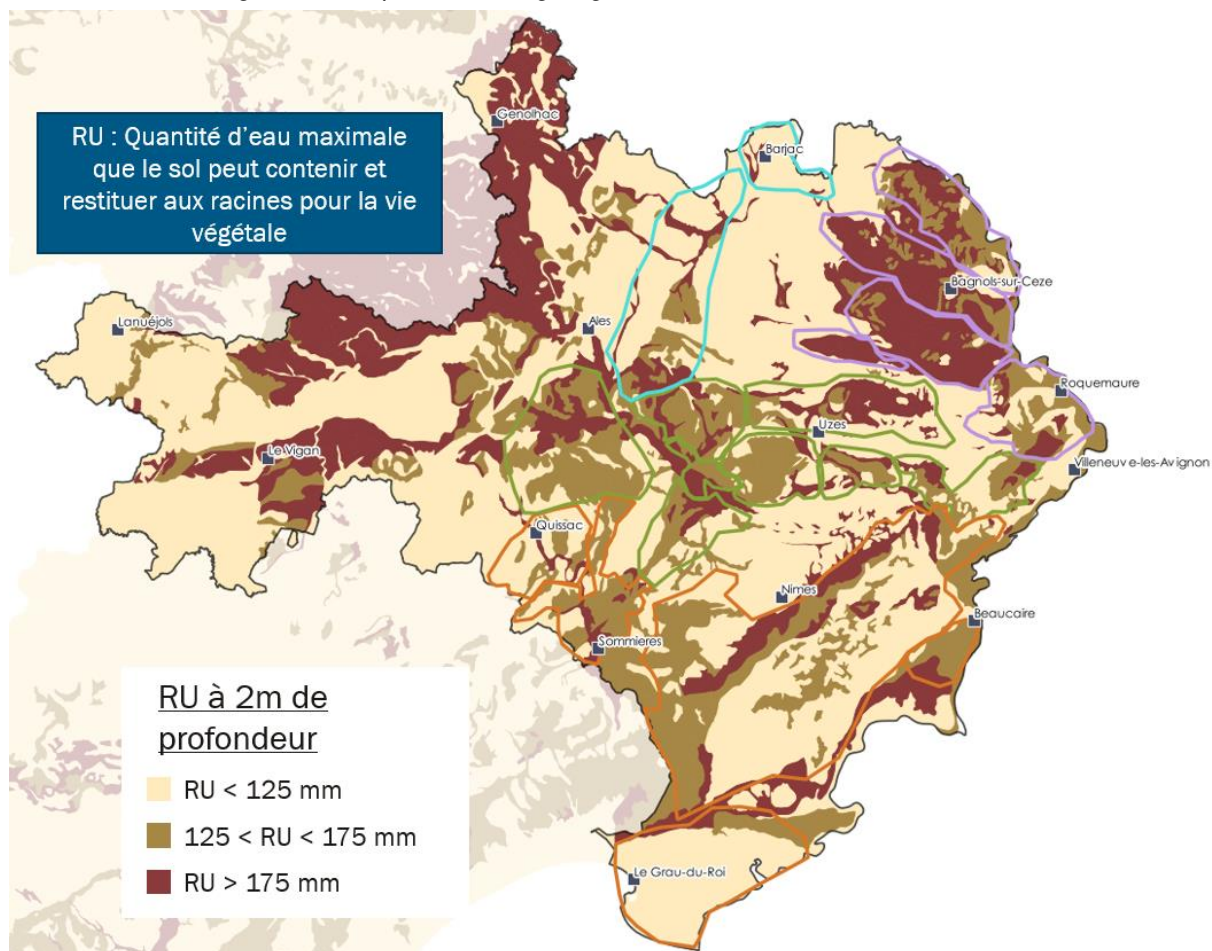 Genolhac
Barjac
RU : Quantité d'eau maximale
que le sol peut contenir et
restituer aux racines pour la vie
végétale
Bagnols-sur-Ceze
Lanuéjols
Ales
Roquemaure
Uzes
Le Vigan
Villeneuve-les-Avignon
Quissac
Nimes
Beaucaire
Sommieres
RU à 2m de
profondeur
RU < 125 mm
125 < RU < 175 mm
RU > 175 mm
Le Grau-du-Roi